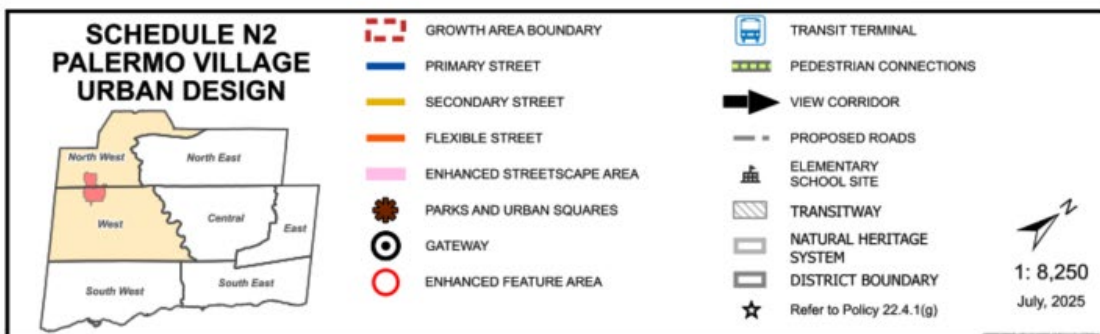 SCHEDULE N2
PALERMO VILLAGE
URBAN DESIGN
North West
North East
West
Central
East
South West
South East
GROWTH AREA BOUNDARY
PRIMARY STREET
SECONDARY STREET
FLEXIBLE STREET
ENHANCED STREETSCAPE AREA
PARKS AND URBAN SQUARES
GATEWAY
ENHANCED FEATURE AREA
TRANSIT TERMINAL
PEDESTRIAN CONNECTIONS
VIEW CORRIDOR
PROPOSED ROADS
ELEMENTARY
SCHOOL SITE
TRANSITWAY
NATURAL HERITAGE
SYSTEM
DISTRICT BOUNDARY
Refer to Policy 22.4.1(g)
N
1: 8,250
July, 2025